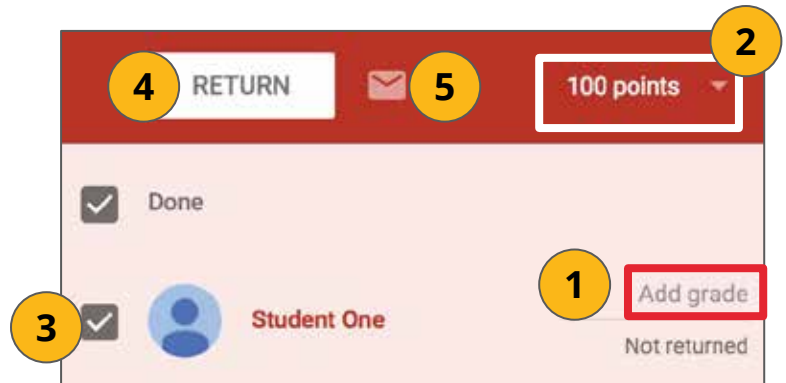 2
4 RETURN 5 100 points
Done
1 Add grade
3 Student One
Not returned